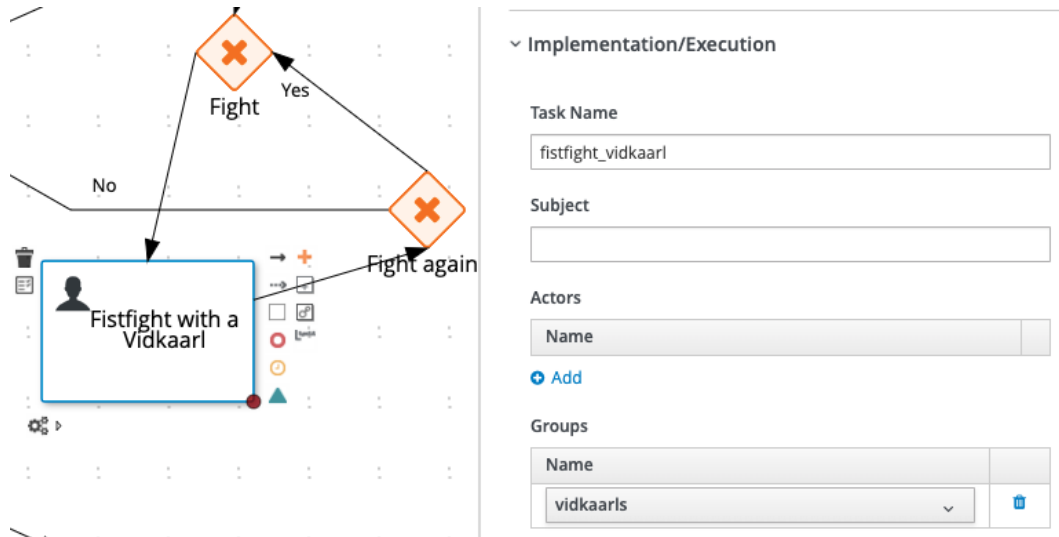 Fight
Yes
No
Fight again
Fistfight with a
Vidkaarl
Implementation/Execution
Task Name
fistfight_vidkaarl
Subject
Actors
Name
Add
Groups
Name
vidkaarls